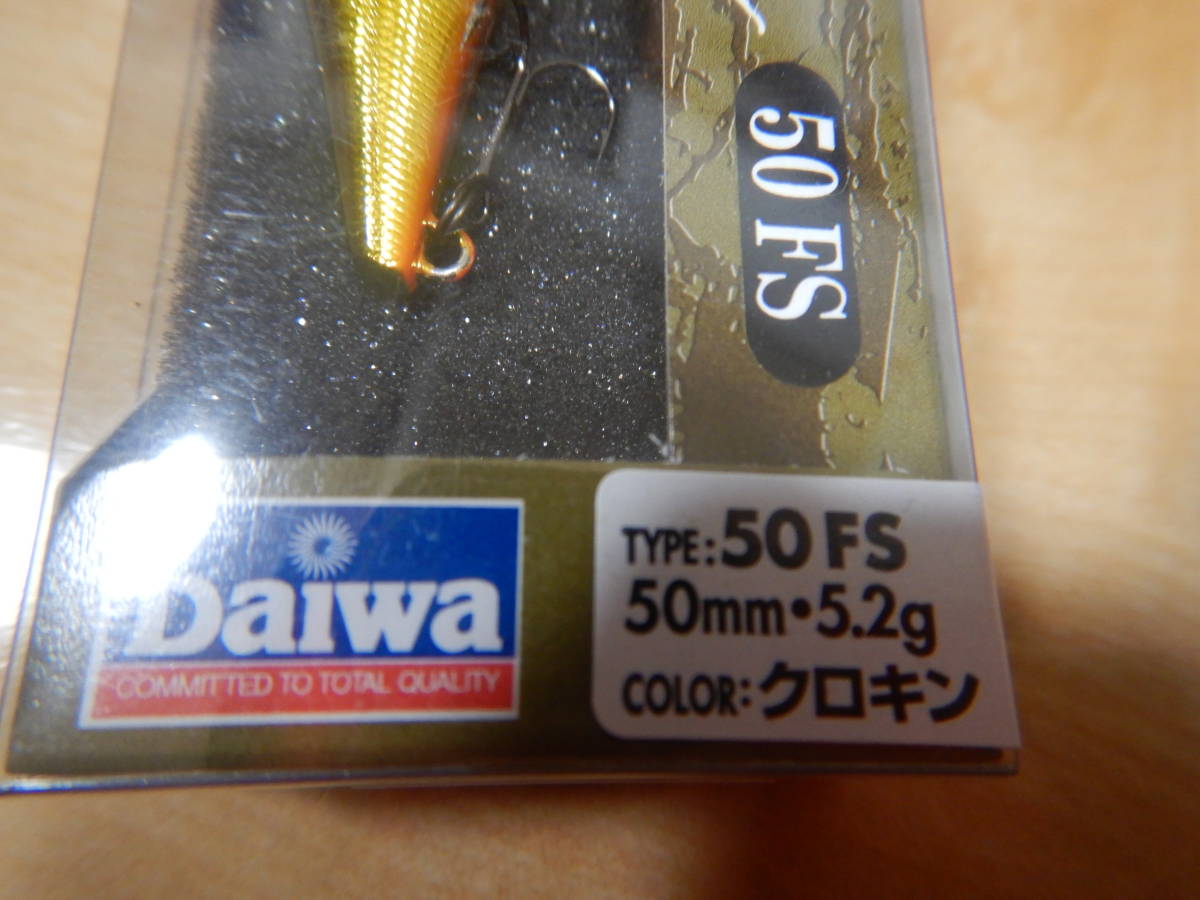 50 FS
Daiwa
COMMITTED TO TOTAL QUALITY
TYPE: 50 FS
50mm・5.2g
COLOR: クロキン